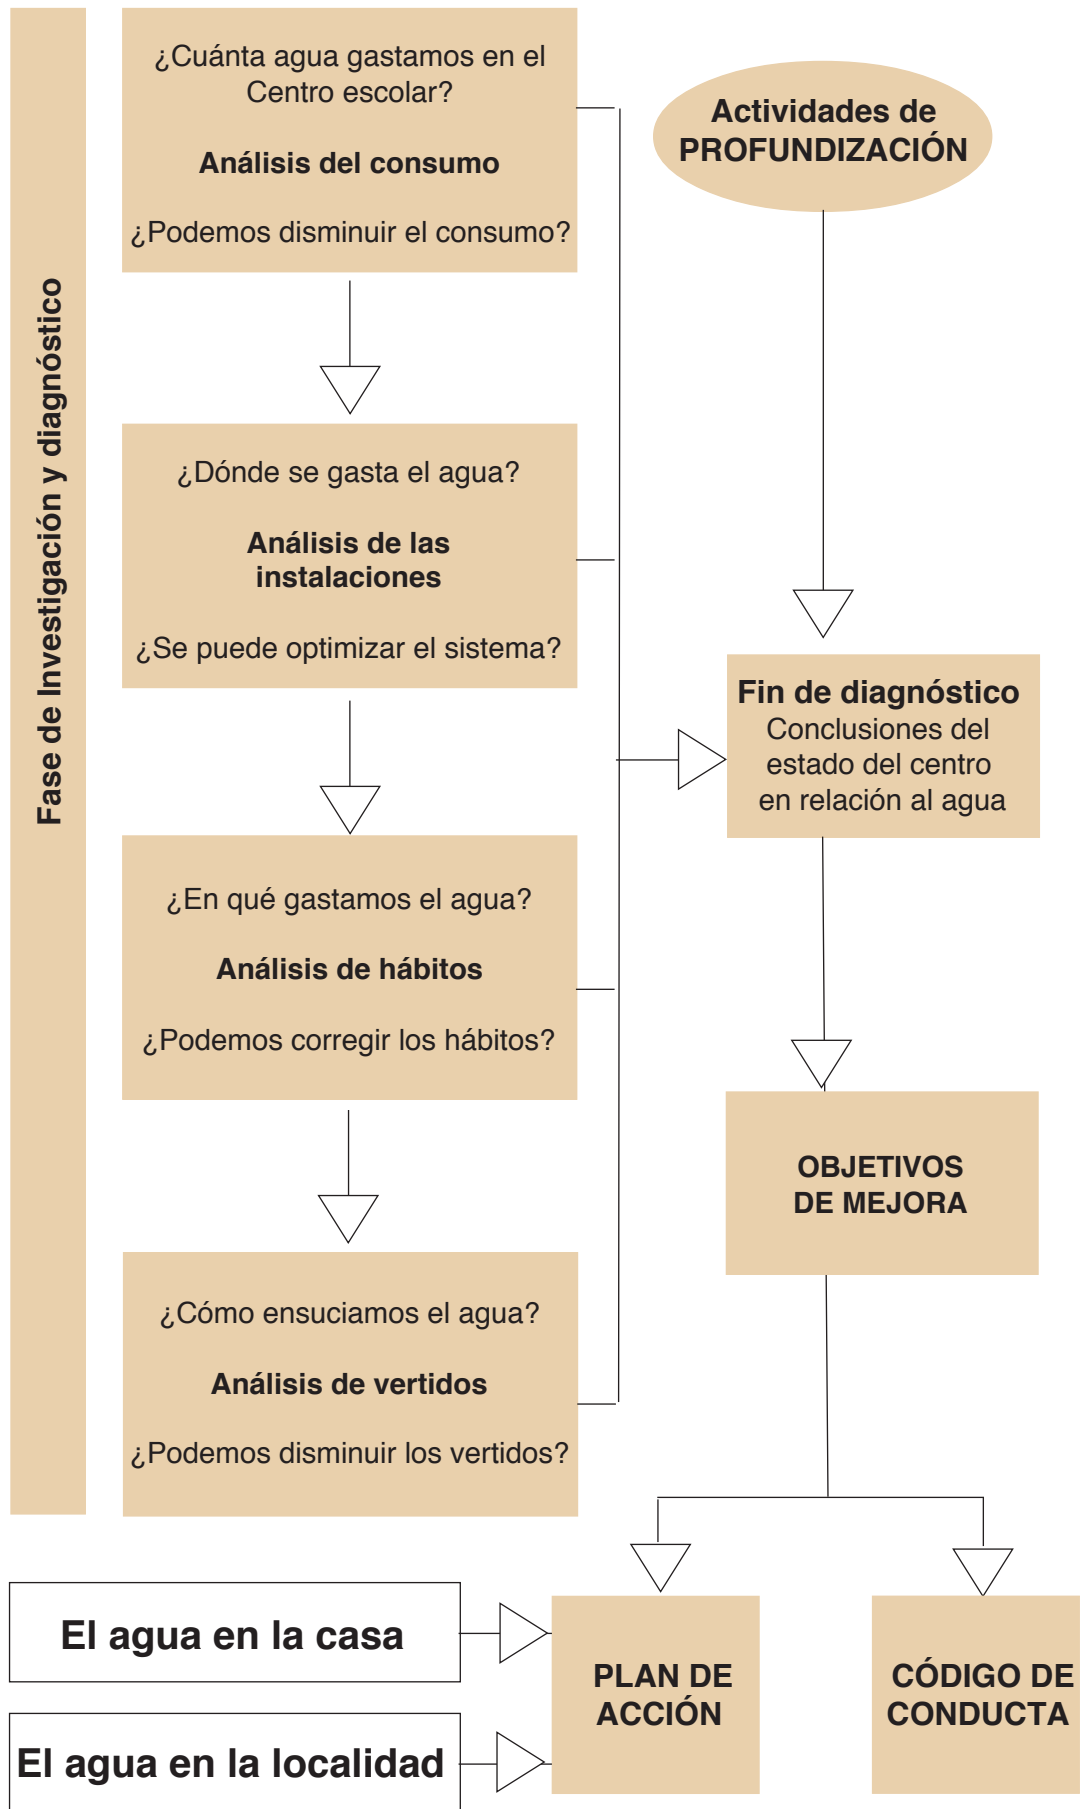 Fase de Investigación y diagnóstico
¿Cuánta agua gastamos en el
Centro escolar?
Análisis del consumo
¿Podemos disminuir el consumo?
¿Dónde se gasta el agua?
Análisis de las
instalaciones
¿Se puede optimizar el sistema?
¿En qué gastamos el agua?
Análisis de hábitos
¿Podemos corregir los hábitos?
¿Cómo ensuciamos el agua?
Análisis de vertidos
¿Podemos disminuir los vertidos?
Actividades de
PROFUNDIZACIÓN
Fin de diagnóstico
Conclusiones del
estado del centro
en relación al agua
OBJETIVOS
DE MEJORA
El agua en la casa
El agua en la localidad
PLAN DE
ACCIÓN
CÓDIGO DE
CONDUCTA